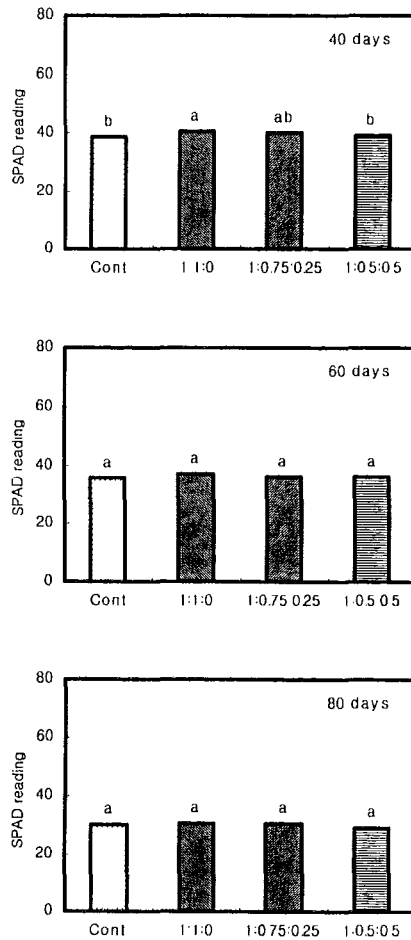 80
40 days
60
SPAD reading
40
b
a
ab
b
20
0
Cont
1 1:0
1:0.75:0.25
1:0 5:0 5
80
60 days
60
SPAD reading
40
a
a
a
a
20
0
Cont
1:1:0
1:0.75 0.25
1.0.5 0 5
80
80 days
60
SPAD reading
40
a
a
a
a
20
0
Cont
1:1:0
1:0 75:0.25
1.0.5:0 5